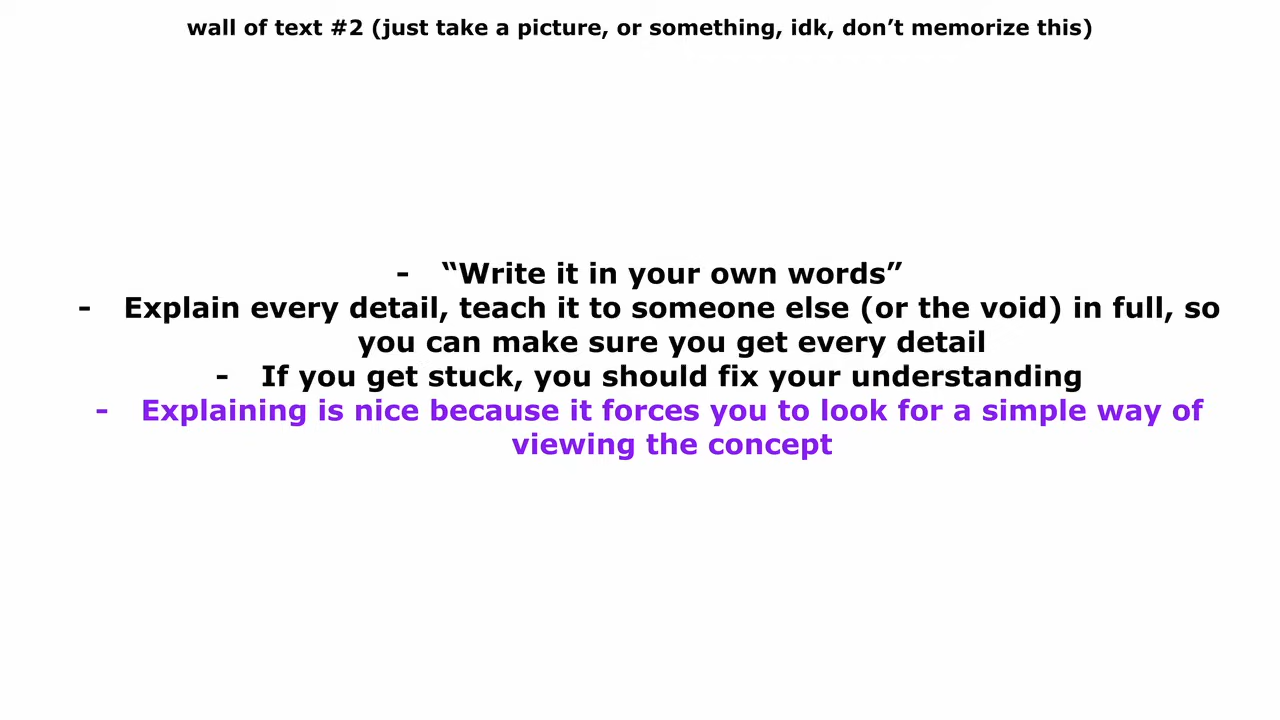 wall of text #2 (just take a picture, or something, idk, don’t memorize this)
- “Write it in your own words”
- Explain every detail, teach it to someone else (or the void) in full, so
you can make sure you get every detail
- If you get stuck, you should fix your understanding
- Explaining is nice because it forces you to look for a simple way of
viewing the concept